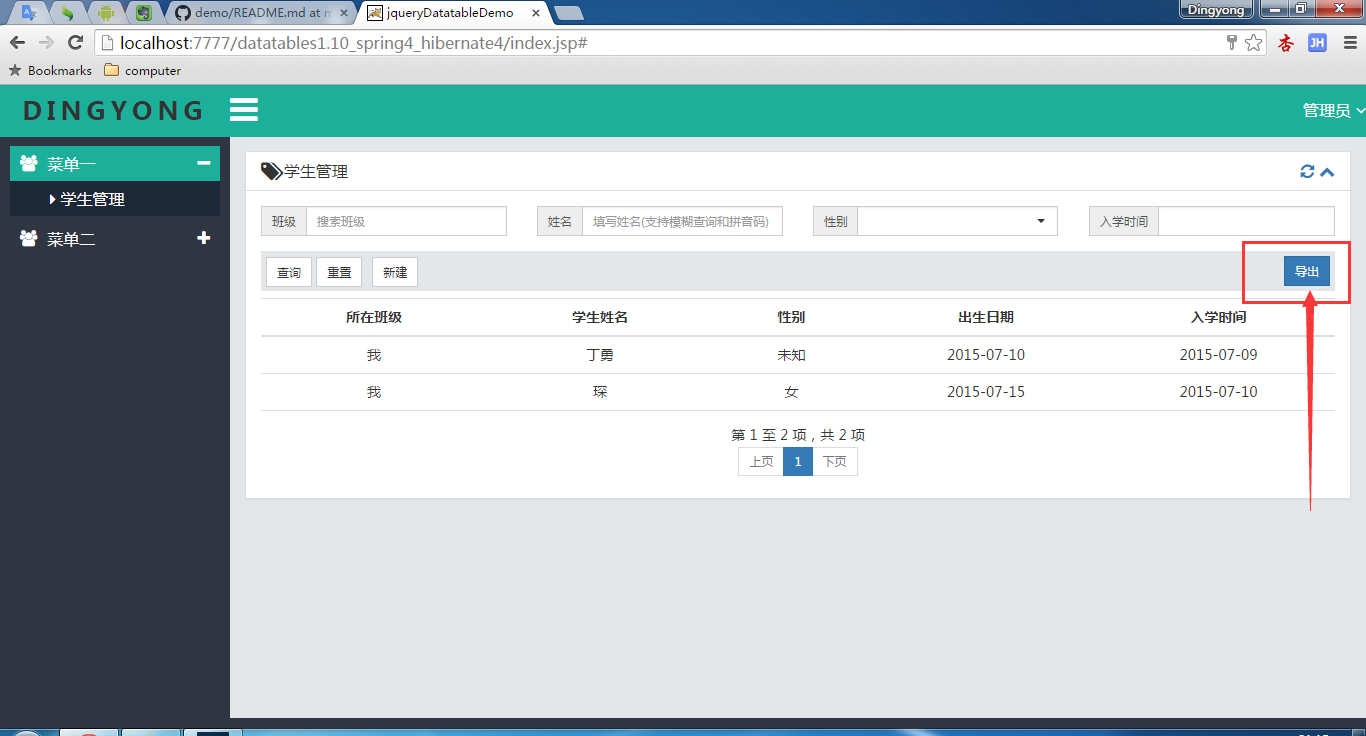 demo/README.md at m
jqueryDatatableDemo
Dingyong
localhost:7777/datatables1.10_spring4_hibernate4/index.jsp#
JH
Bookmarks
computer
DINGYONG
管理员
菜单一
学生管理
菜单二
学生管理
班级 搜索班级
姓名 填写姓名(支持模糊查询和拼音码)
性别
入学时间
查询 重置 新建 导出
所在班级 学生姓名 性别 出生日期 入学时间
我 丁勇 未知 2015-07-10 2015-07-09
我 琛 女 2015-07-15 2015-07-10
第 1 至 2 项，共 2 项
上页 1 下页